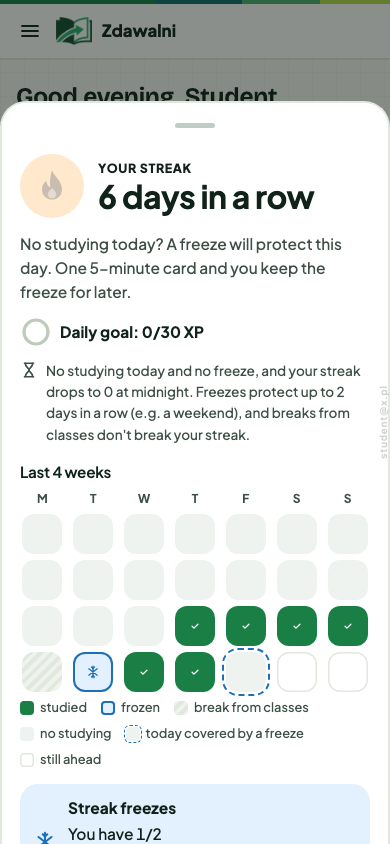 Zdawalni
Good evening, Student
YOUR STREAK
6 days in a row
No studying today? A freeze will protect this
day. One 5–minute card and you keep the
freeze for later.
Daily goal: 0/30 XP
No studying today and no freeze, and your streak
drops to 0 at midnight. Freezes protect up to 2
days in a row (e.g. a weekend), and breaks from
classes don't break your streak.
student@x.pl
Last 4 weeks
M T W T F S S
studied frozen break from classes
no studying today covered by a freeze
still ahead
Streak freezes
You have 1/2